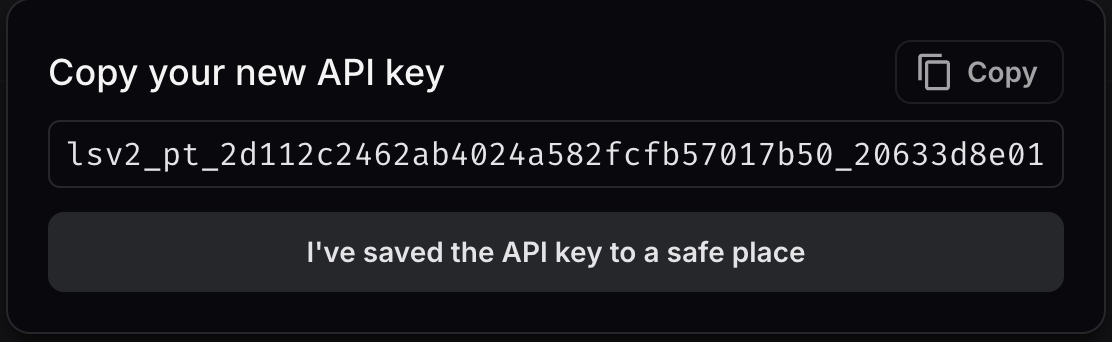 Copy your new API key
Copy
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
I've saved the API key to a safe place